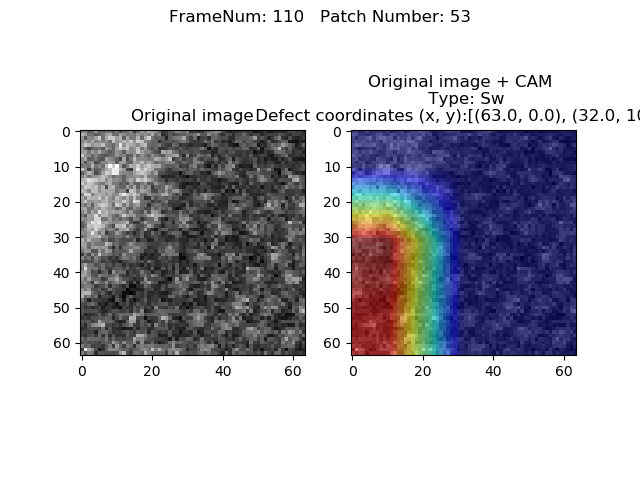 FrameNum: 110   Patch Number: 53
Original image + CAM
Type: Sw
Original image
Defect coordinates (x, y):[(63.0, 0.0), (32.0, 10
0
10
20
30
40
50
60
0 20 40 60
0
10
20
30
40
50
60
0 20 40 60